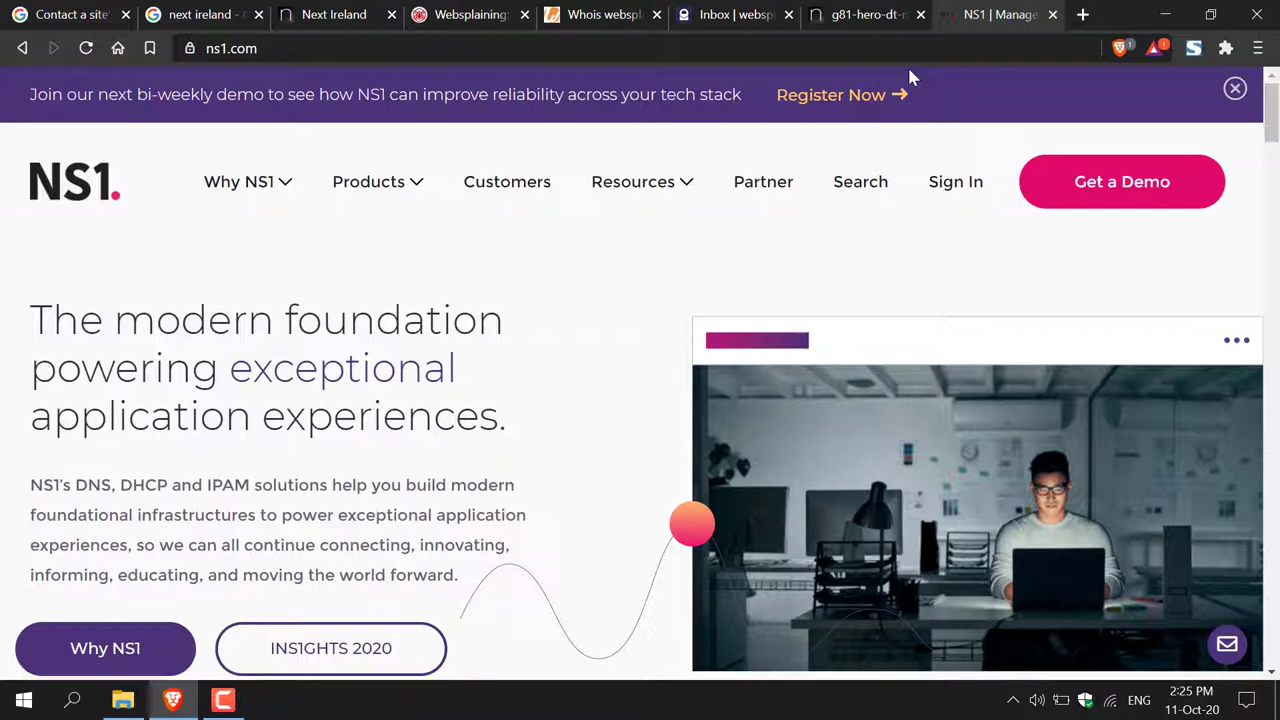 Contact a site'
next ireland -
Next Ireland
Websplaining:
Whois webspl
Inbox | webspl
g81-hero-dt-n
NS1 | Manage
ns1.com
1
1
Join our next bi-weekly demo to see how NS1 can improve reliability across your tech stack
Register Now →
NS1.
Why NS1
Products
Customers
Resources
Partner
Search
Sign In
Get a Demo
The modern foundation
powering exceptional
application experiences.
NS1's DNS, DHCP and IPAM solutions help you build modern
foundational infrastructures to power exceptional application
experiences, so we can all continue connecting, innovating,
informing, educating, and moving the world forward.
Why NS1
INS1GHTS 2020
ENG
2:25 PM
11-Oct-20